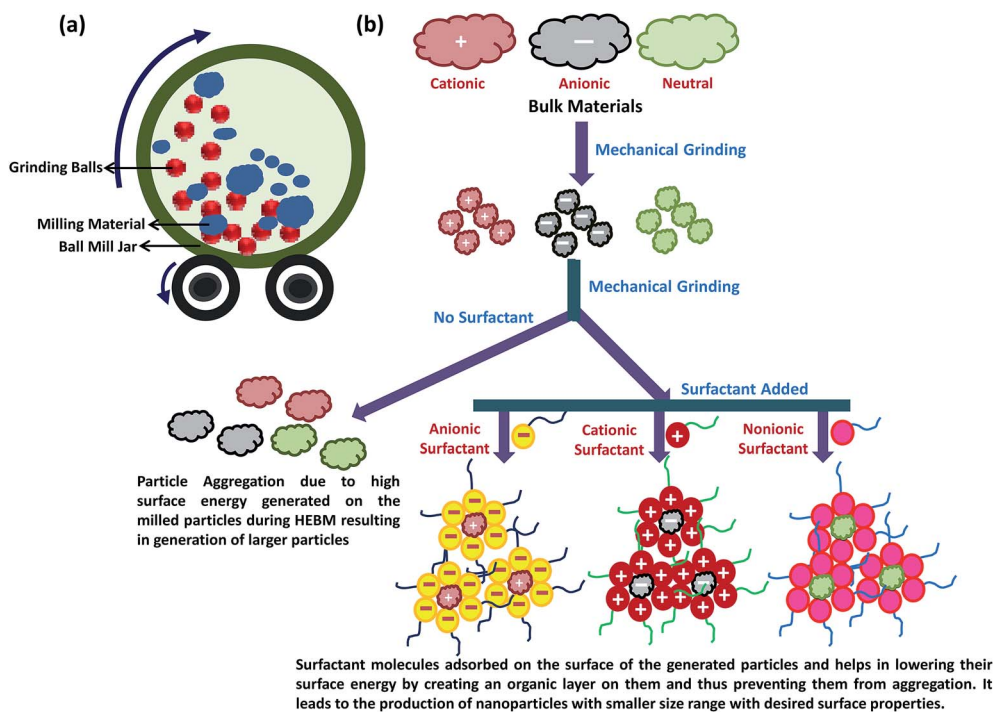 (a)
Grinding Balls
Milling Material
Ball Mill Jar
(b)
+
−
Cationic
Anionic
Neutral
Bulk Materials
Mechanical Grinding
Mechanical Grinding
No Surfactant
Surfactant Added
Anionic
Surfactant
Cationic
Surfactant
Nonionic
Surfactant
Particle Aggregation due to high
surface energy generated on the
milled particles during HEBM resulting
in generation of larger particles
Surfactant molecules adsorbed on the surface of the generated particles and helps in lowering their
surface energy by creating an organic layer on them and thus preventing them from aggregation. It
leads to the production of nanoparticles with smaller size range with desired surface properties.